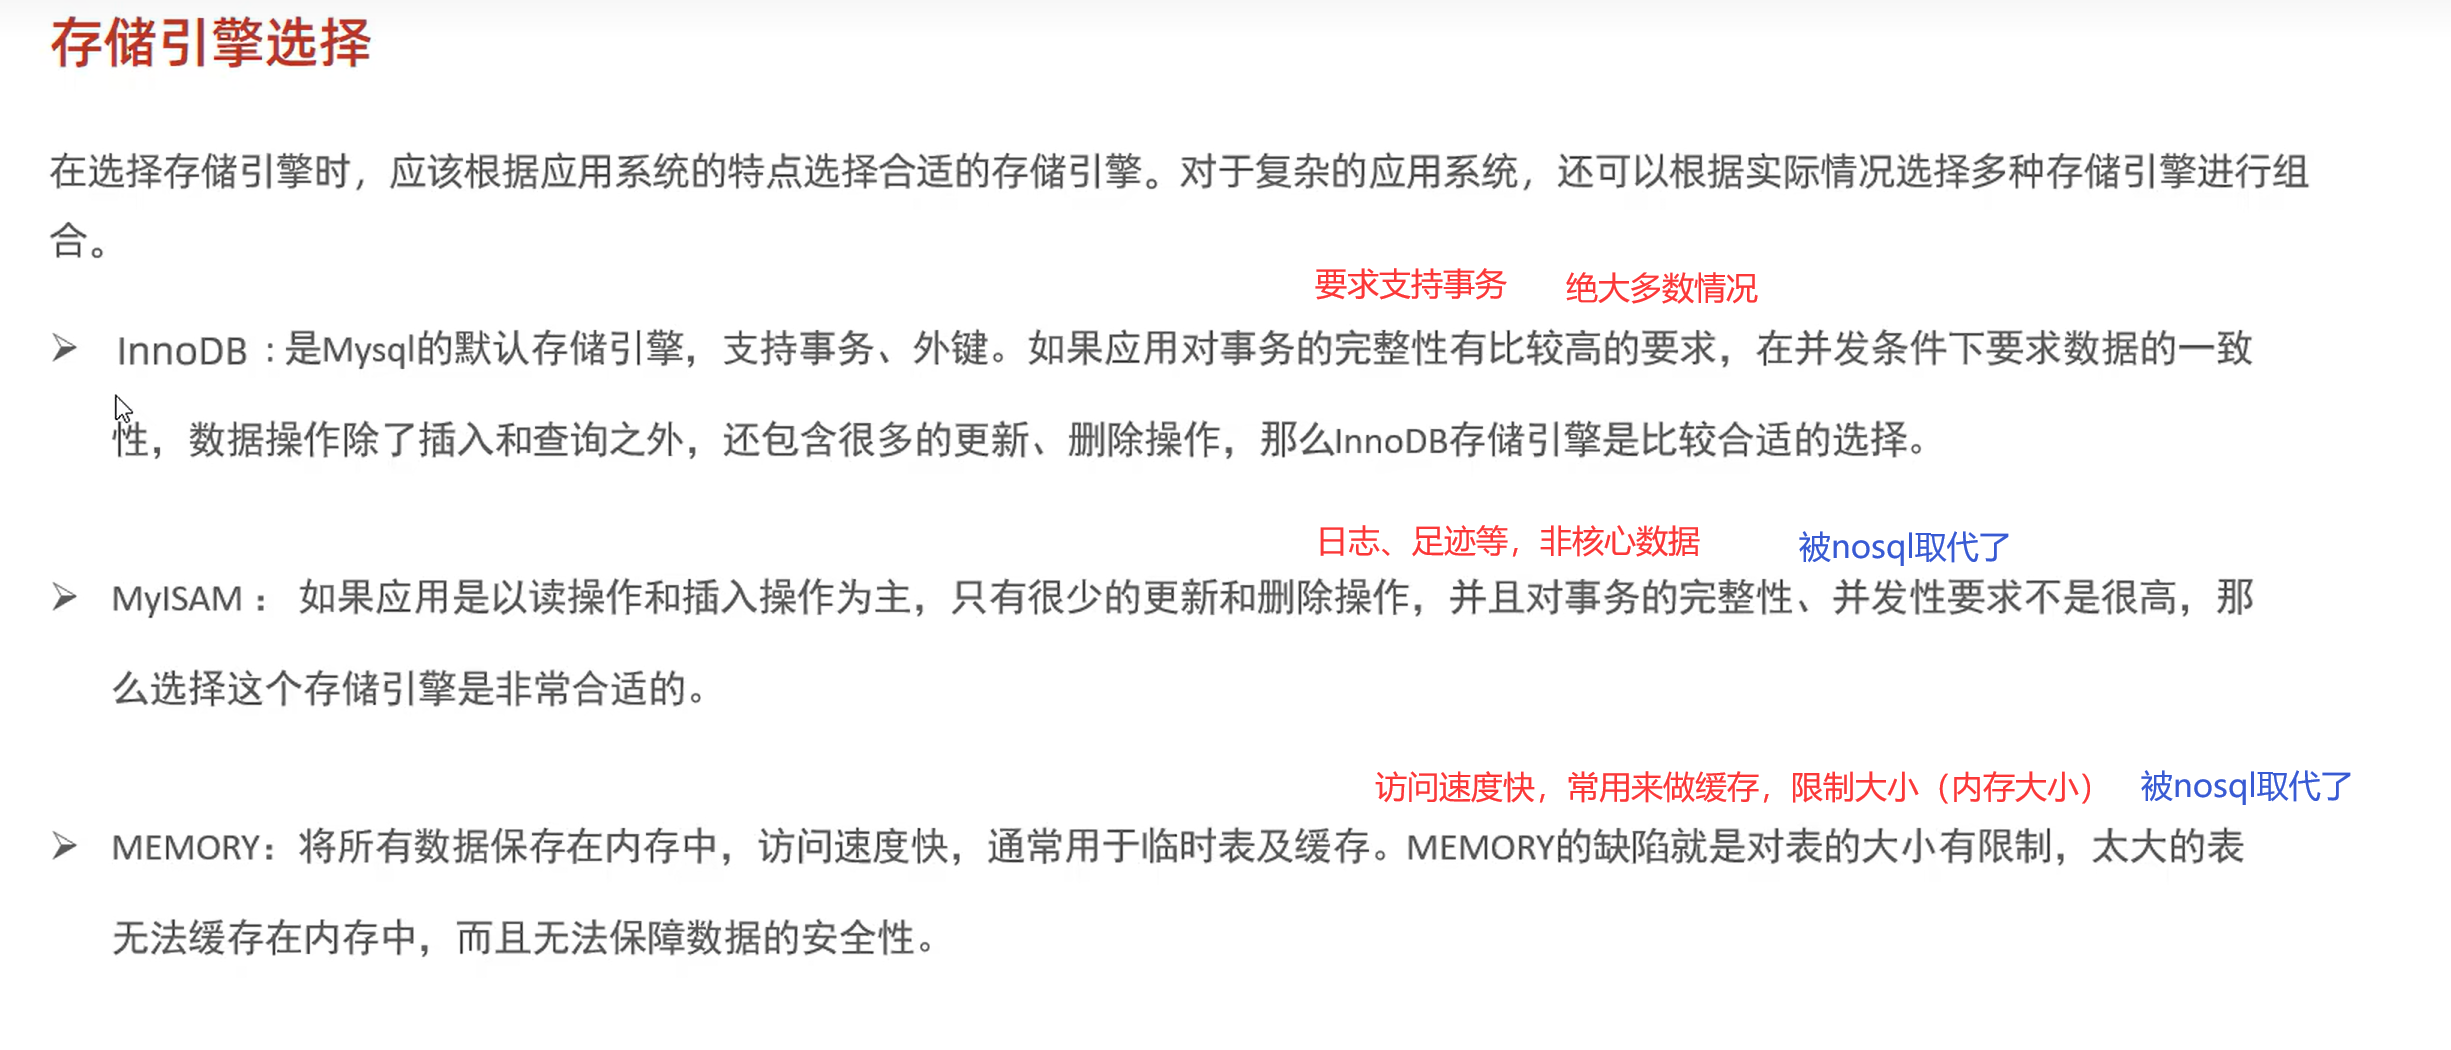 存储引擎选择
在选择存储引擎时，应该根据应用系统的特点选择合适的存储引擎。对于复杂的应用系统，还可以根据实际情况选择多种存储引擎进行组
合。
要求支持事务 绝大多数情况
➢ InnoDB : 是Mysql的默认存储引擎，支持事务、外键。如果应用对事务的完整性有比较高的要求，在并发条件下要求数据的一致
性，数据操作除了插入和查询之外，还包含很多的更新、删除操作，那么InnoDB存储引擎是比较合适的选择。
日志、足迹等，非核心数据 被nosql取代了
➢ MyISAM ： 如果应用是以读操作和插入操作为主，只有很少的更新和删除操作，并且对事务的完整性、并发性要求不是很高，那
么选择这个存储引擎是非常合适的。
访问速度快，常用来做缓存，限制大小（内存大小） 被nosql取代了
➢ MEMORY：将所有数据保存在内存中，访问速度快，通常用于临时表及缓存。MEMORY的缺陷就是对表的大小有限制，太大的表
无法缓存在内存中，而且无法保障数据的安全性。